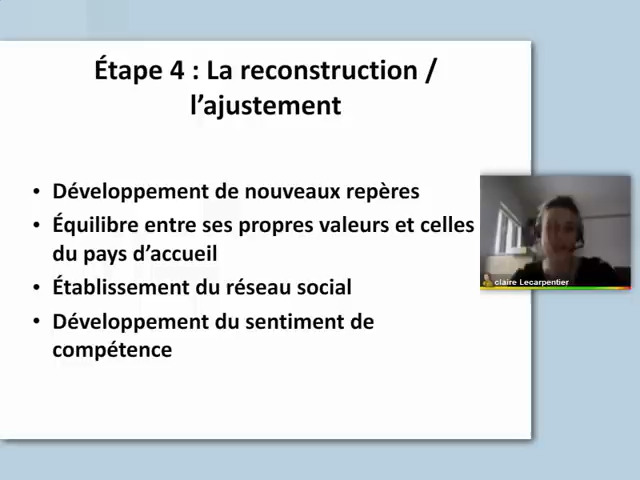 Étape 4 : La reconstruction /
l’ajustement
• Développement de nouveaux repères
• Équilibre entre ses propres valeurs et celles
du pays d’accueil
• Établissement du réseau social
• Développement du sentiment de
compétence
claire Lecarpentier